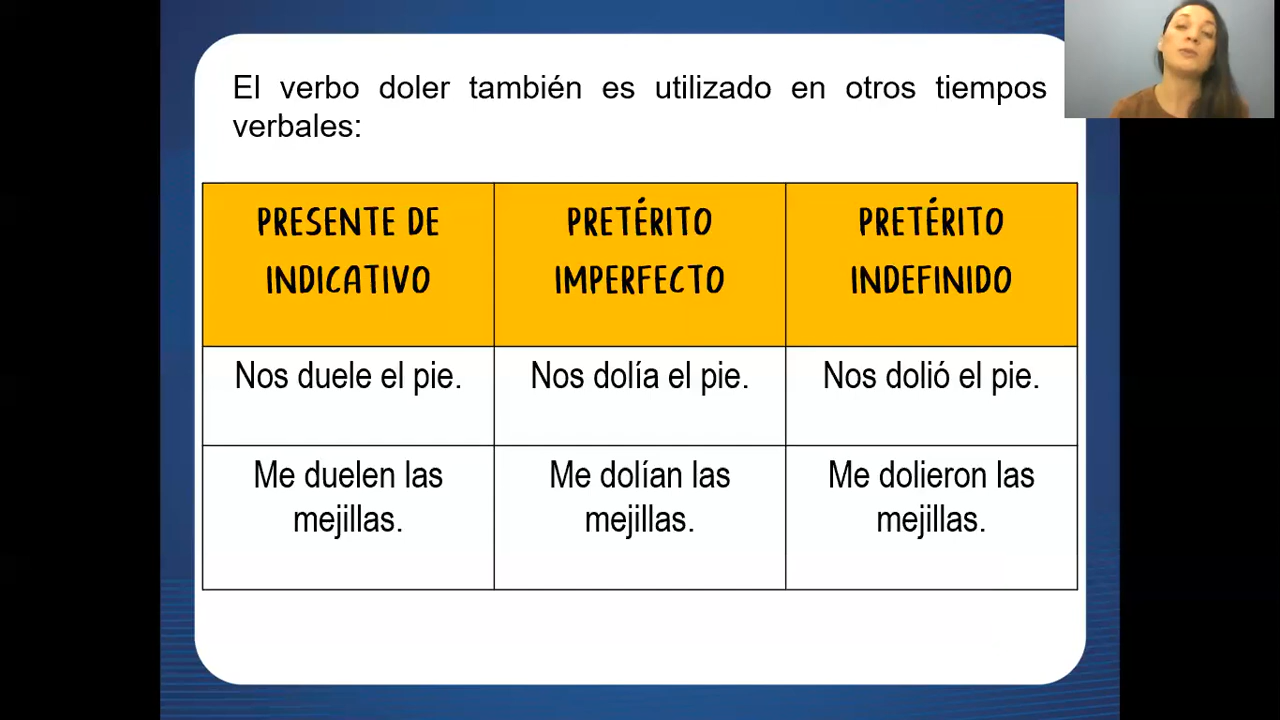 El verbo doler también es utilizado en otros tiempos
verbales:
PRESENTE DE
INDICATIVO
PRETÉRITO
IMPERFECTO
PRETÉRITO
INDEFINIDO
Nos duele el pie.
Nos dolía el pie.
Nos dolió el pie.
Me duelen las
mejillas.
Me dolían las
mejillas.
Me dolieron las
mejillas.